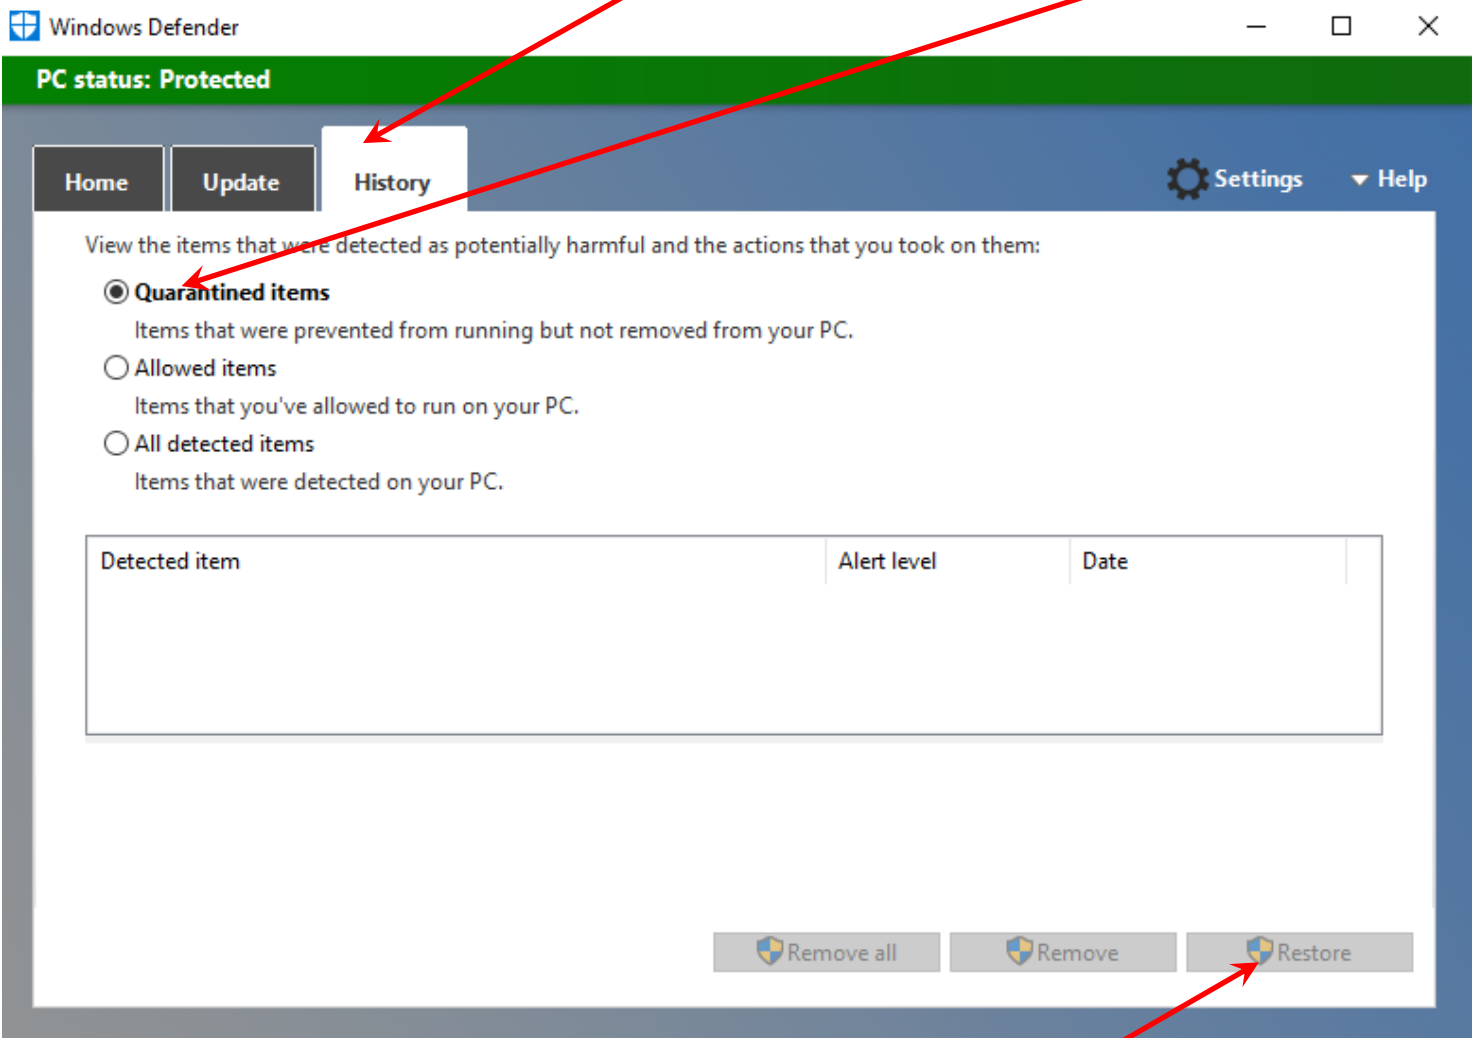 Windows Defender
PC status: Protected
Home Update History Settings Help
View the items that were detected as potentially harmful and the actions that you took on them:
Quarantined items
Items that were prevented from running but not removed from your PC.
Allowed items
Items that you've allowed to run on your PC.
All detected items
Items that were detected on your PC.
Detected item Alert level Date
Remove all Remove Restore